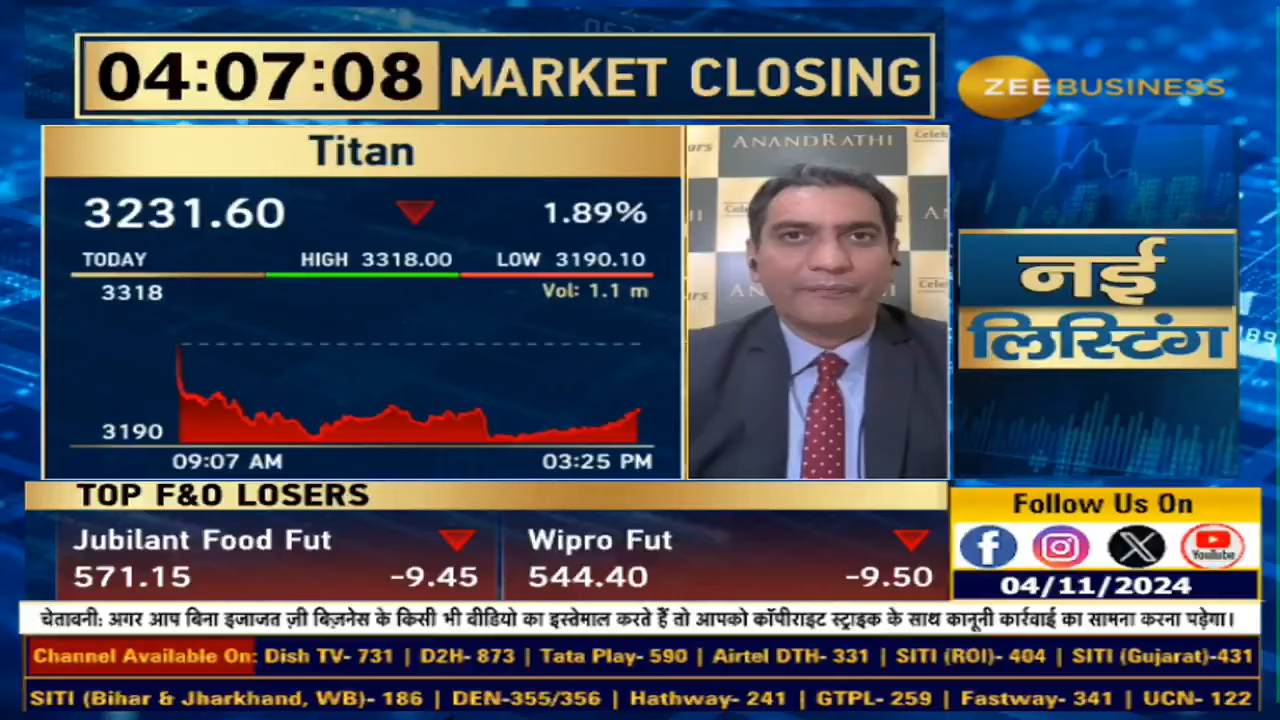 04:07:08 MARKET CLOSING
ZEEBUSINESS
Titan
3231.60 1.89%
TODAY HIGH 3318.00 LOW 3190.10
3318 Vol: 1.1 m
3190
09:07 AM 03:25 PM
ANANDRATHI
नई
लिस्टिंग
TOP F&O LOSERS
Jubilant Food Fut
571.15 -9.45
Wipro Fut
544.40 -9.50
Follow Us On
YouTube
04/11/2024
चेतावनी: अगर आप बिना इजाजत ज़ी बिज़नेस के किसी भी वीडियो का इस्तेमाल करते हैं तो आपको कॉपीराइट स्ट्राइक के साथ कानूनी कार्रवाई का सामना करना पड़ेगा।
Channel Available On: Dish TV- 731 | D2H- 873 | Tata Play- 590 | Airtel DTH- 331 | SITI (ROI)- 404 | SITI (Gujarat)-431
SITI (Bihar & Jharkhand, WB)- 186 | DEN-355/356 | Hathway- 241 | GTPL- 259 | Fastway- 341 | UCN- 122